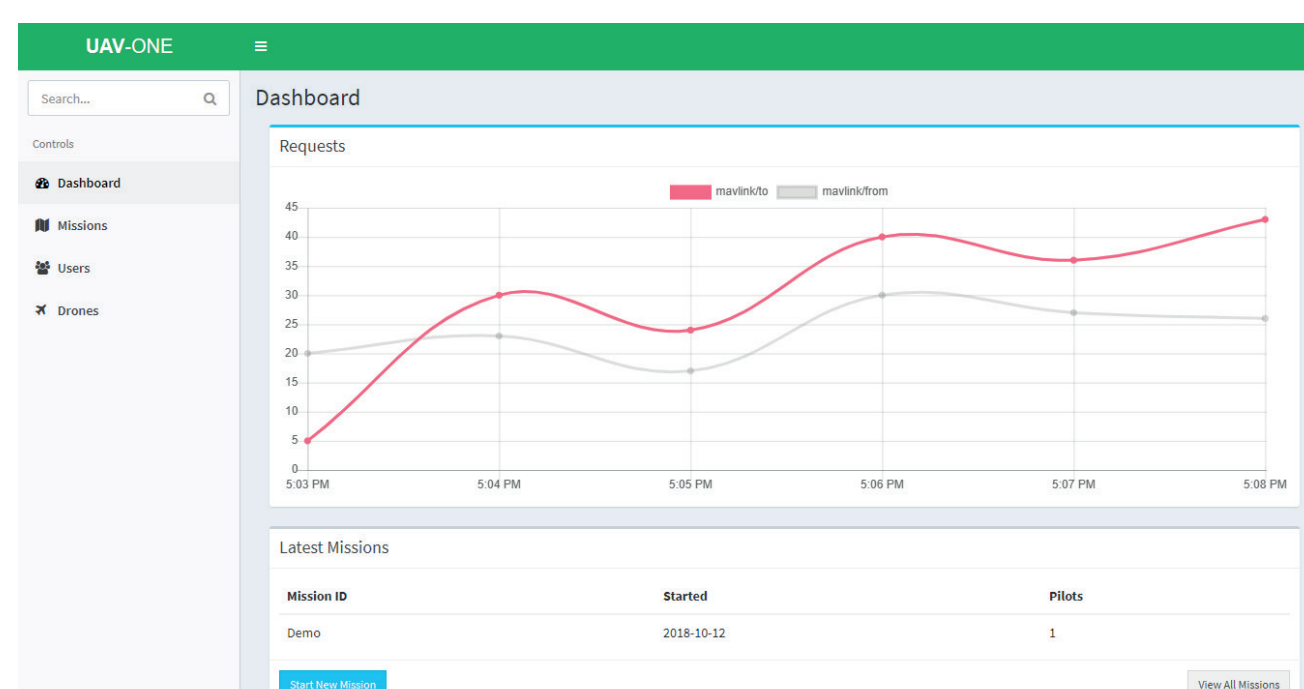 UAV-ONE
Search...
Controls
Dashboard
Missions
Users
Drones
Dashboard
Requests
mavlink/to mavlink/from
45
40
35
30
25
20
15
10
5
0
5:03 PM 5:04 PM 5:05 PM 5:06 PM 5:07 PM 5:08 PM
Latest Missions
Mission ID Started Pilots
Demo 2018-10-12 1
Start New Mission View All Missions